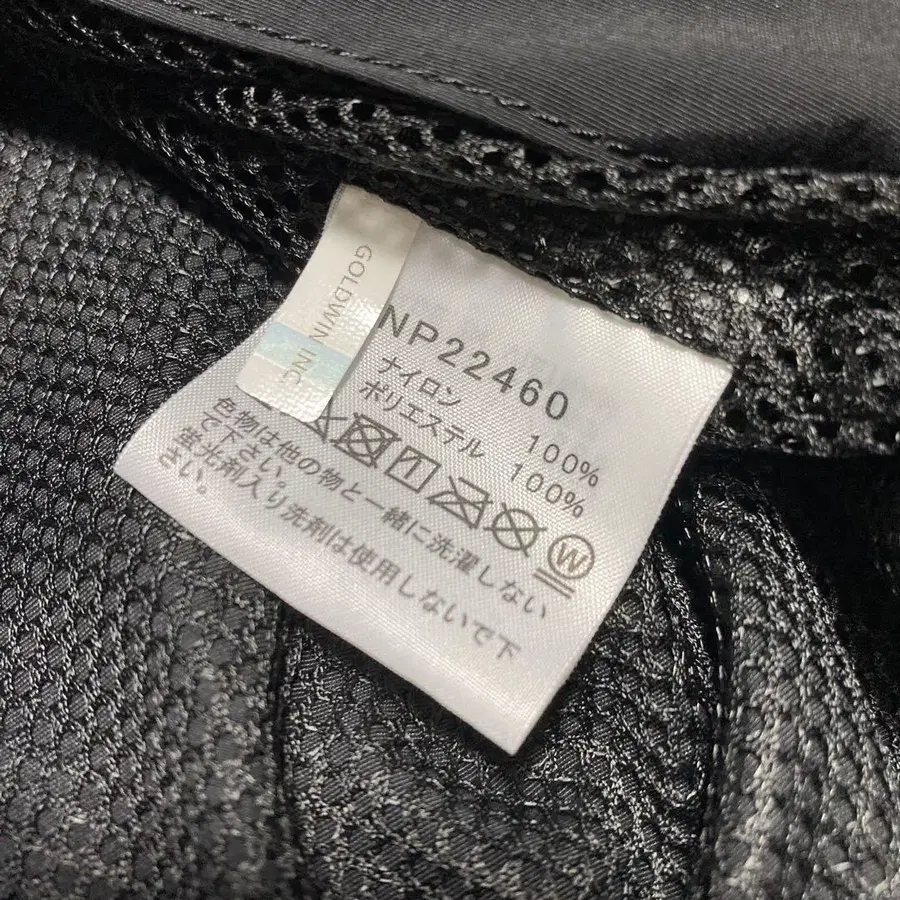 GOLDWIN INC
NP22460
ナイロン 100%
ポリエステル 100%
W
色物は他の物と一緒に洗濯しない
で下さい。
蛍光剤入り洗剤は使用しないで下
さい。